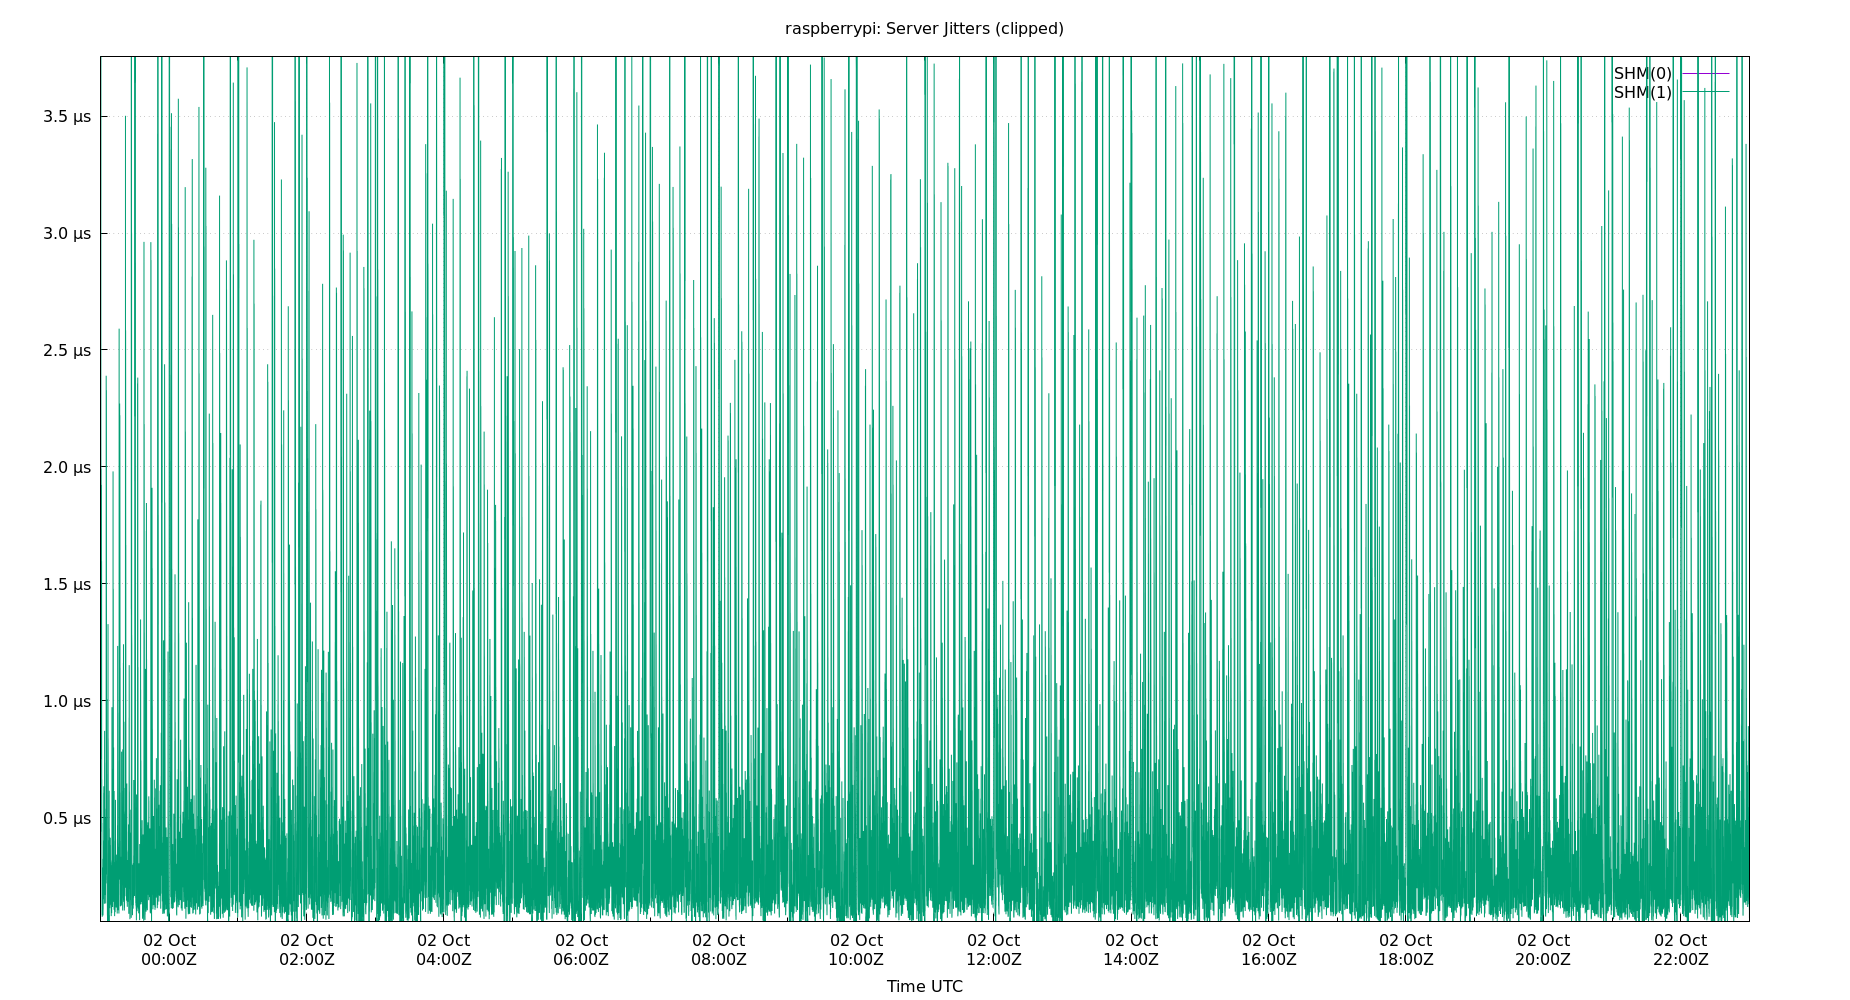 raspberrypi: Server Jitters (clipped)
SHM(0)
SHM(1)
3.5 µs
3.0 µs
2.5 µs
2.0 µs
1.5 µs
1.0 µs
0.5 µs
02 Oct 02 Oct 02 Oct 02 Oct 02 Oct 02 Oct 02 Oct 02 Oct 02 Oct 02 Oct 02 Oct 02 Oct
00:00Z 02:00Z 04:00Z 06:00Z 08:00Z 10:00Z 12:00Z 14:00Z 16:00Z 18:00Z 20:00Z 22:00Z
Time UTC